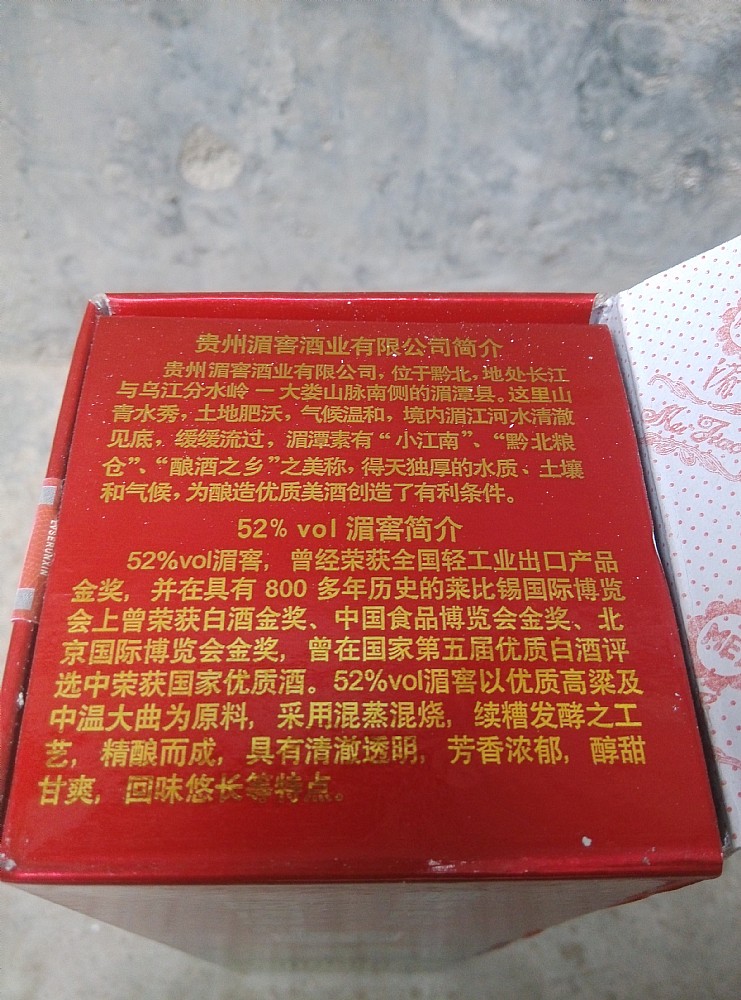 贵州湄窖酒业有限公司简介
贵州湄窖酒业有限公司，位于黔北，地处长江
与乌江分水岭一大娄山脉南侧的湄潭县。这里山
青水秀，土地肥沃，气候温和，境内湄江河水清澈
见底，缓缓流过，湄潭素有“小江南”、“黔北粮
仓”、“酿酒之乡”之美称，得天独厚的水质、土壤
和气候，为酿造优质美酒创造了有利条件。
52% vol 湄窖简介
52%vol湄窖，曾经荣获全国轻工业出口产品
金奖，并在具有 800 多年历史的莱比锡国际博览
会上曾荣获白酒金奖、中国食品博览会金奖、北
京国际博览会金奖，曾在国家第五届优质白酒评
选中荣获国家优质酒。52%vol湄窖以优质高粱及
中温大曲为原料，采用混蒸混烧，续糟发酵之工
艺，精酿而成，具有清澈透明，芳香浓郁，醇甜
甘爽，回味悠长等特点。